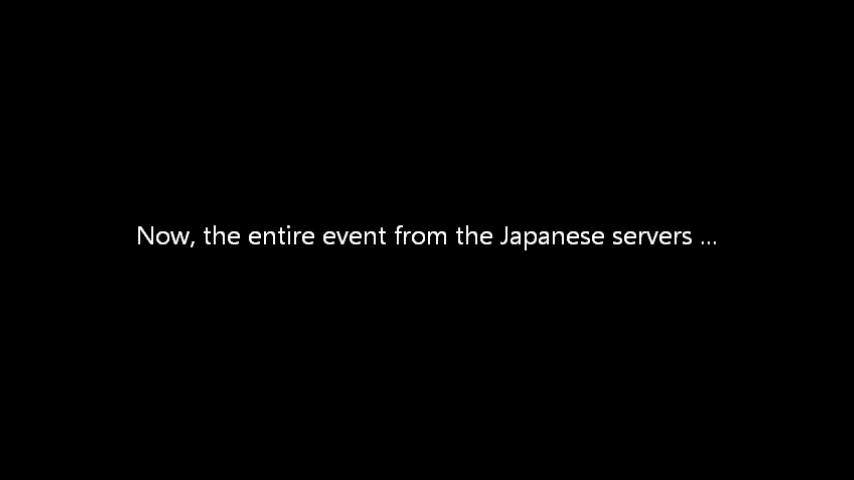 Now, the entire event from the Japanese servers ...